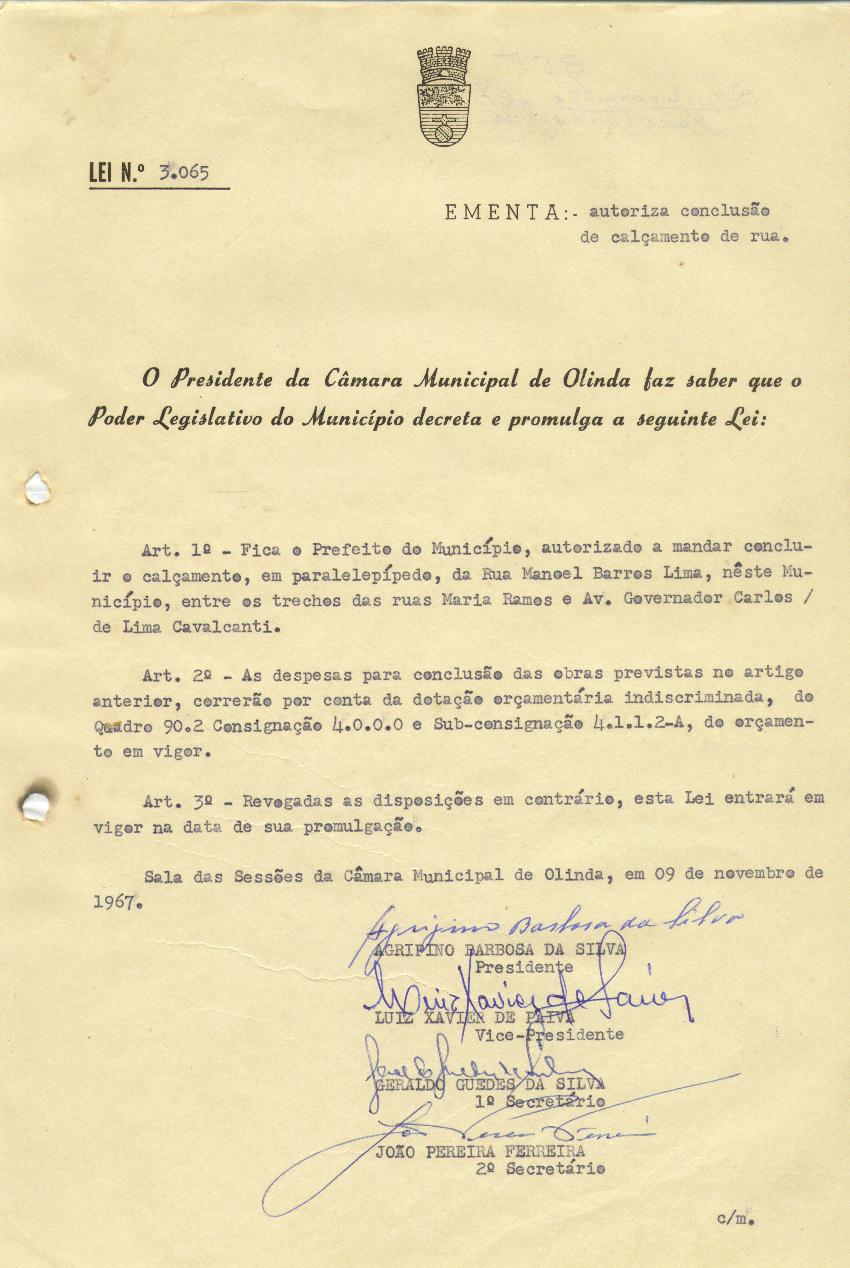 LEI N.º 3.065
EMENTA:- autoriza conclusão
de calçamento de rua.
O Presidente da Câmara Municipal de Olinda faz saber que o
Poder Legislativo do Município decreta e promulga a seguinte Lei:
Art. 1º - Fica o Prefeito do Município, autorizado a mandar conclu-
ir o calçamento, em paralelepípedo, da Rua Manoel Barros Lima, nêste Mu-
nicípio, entre os trechos das ruas Maria Ramos e Av. Governador Carlos /
de Lima Cavalcanti.
Art. 2º - As despesas para conclusão das obras previstas no artigo
anterior, correrão por conta da dotação orçamentária indiscriminada, do
Quadro 90.2 Consignação 4.0.0.0 e Sub-consignação 4.1.1.2-A, do orçamen-
to em vigor.
Art. 3º - Revogadas as disposições em contrário, esta Lei entrará em
vigor na data de sua promulgação.
Sala das Sessões da Câmara Municipal de Olinda, em 09 de novembro de
1967.
Agripino Barbosa da Silva
AGRIPINO BARBOSA DA SILVA
Presidente
Luiz Xavier de Paiva
LUIZ XAVIER DE PAIVA
Vice-Presidente
GERALDO GUEDES DA SILVA
1º Secretário
JOÃO PEREIRA FERREIRA
2º Secretário
c/m.